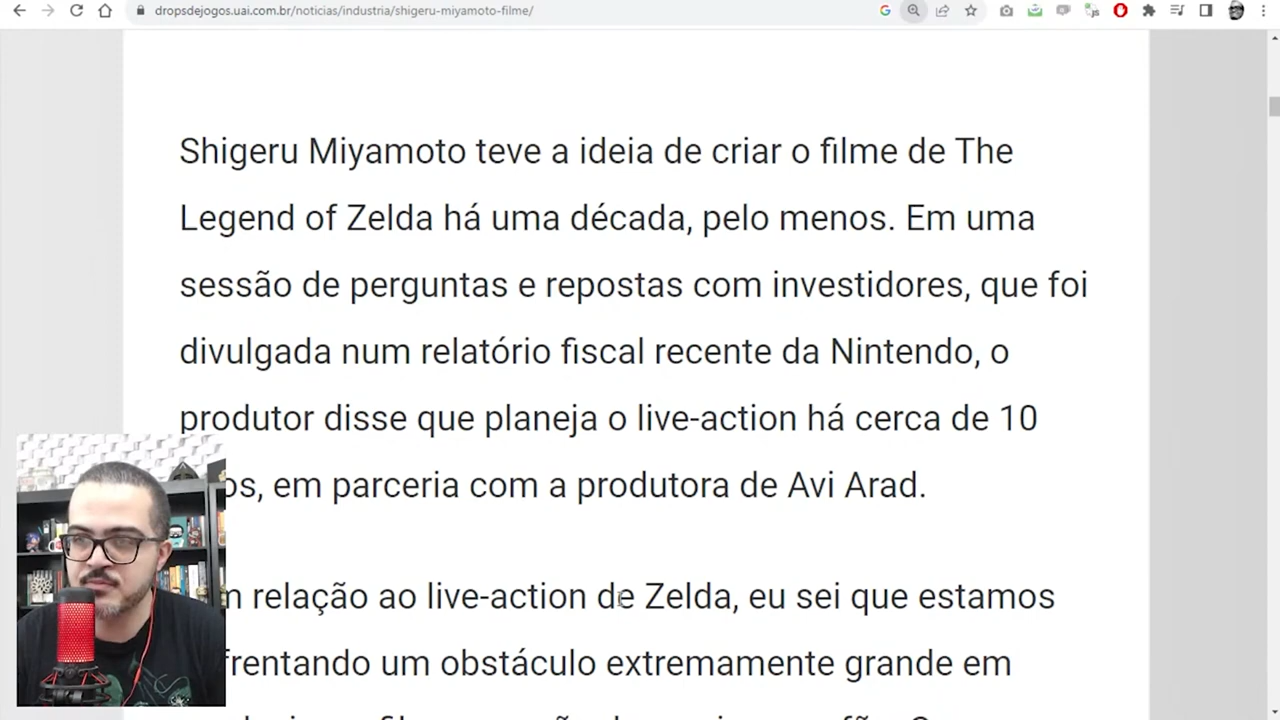 dropsdejogos.uai.com.br/noticias/industria/shigeru-miyamoto-filme/
Shigeru Miyamoto teve a ideia de criar o filme de The
Legend of Zelda há uma década, pelo menos. Em uma
sessão de perguntas e repostas com investidores, que foi
divulgada num relatório fiscal recente da Nintendo, o
produtor disse que planeja o live-action há cerca de 10
os, em parceria com a produtora de Avi Arad.
m relação ao live-action de Zelda, eu sei que estamos
frentando um obstáculo extremamente grande em